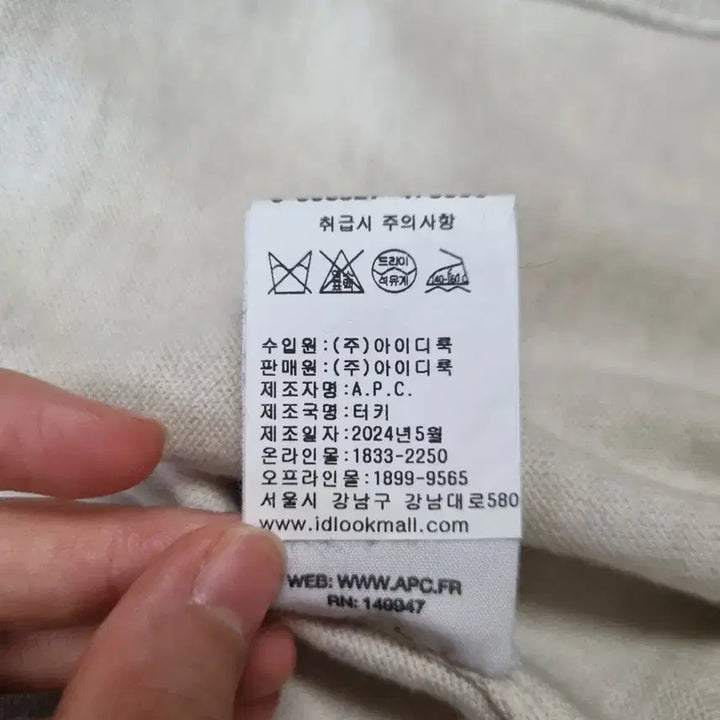 취급시 주의사항
염소 표백
드라이
석유계
140-160℃
수입원:(주)아이디룩
판매원:(주)아이디룩
제조자명:A.P.C.
제조국명:터키
제조일자:2024년5월
온라인몰:1833-2250
오프라인몰:1899-9565
서울시 강남구 강남대로580
www.idlookmall.com
WEB: WWW.APC.FR
RN: 140947